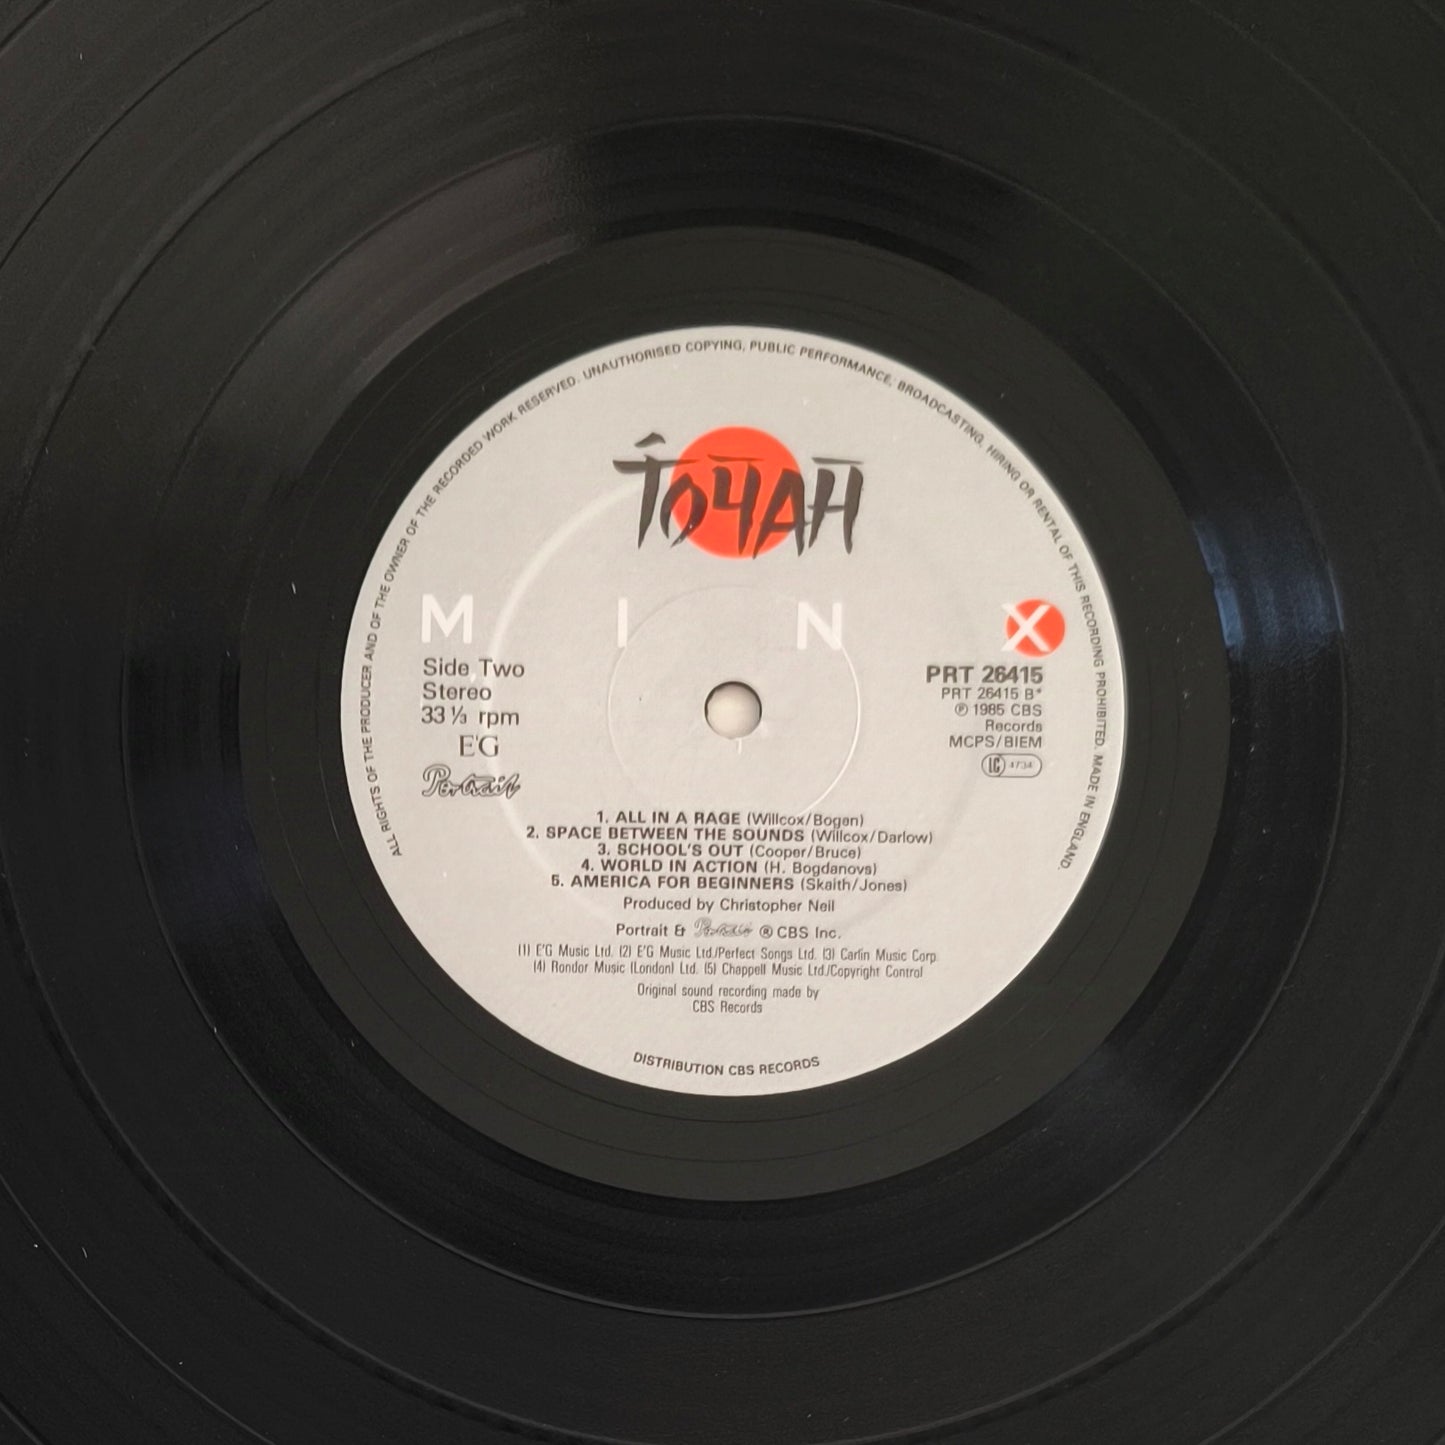 ALL RIGHTS OF THE PRODUCER AND OF THE OWNER OF THE RECORDED WORK RESERVED. UNAUTHORISED COPYING, PUBLIC PERFORMANCE, BROADCASTING, HIRING OR RENTAL OF THIS RECORDING PROHIBITED. MADE IN ENGLAND.
TOYAH
MINX
Side Two
Stereo
33⅓ rpm
E'G
Portrait
PRT 26415
PRT 26415 B*
℗ 1985 CBS
Records
MCPS/BIEM
LC 4734
1. ALL IN A RAGE (Willcox/Bogen)
2. SPACE BETWEEN THE SOUNDS (Willcox/Darlow)
3. SCHOOL'S OUT (Cooper/Bruce)
4. WORLD IN ACTION (H. Bogdanovs)
5. AMERICA FOR BEGINNERS (Skaith/Jones)
Produced by Christopher Neil
Portrait & Portrait ® CBS Inc.
(1) E'G Music Ltd. (2) E'G Music Ltd./Perfect Songs Ltd. (3) Carlin Music Corp.
(4) Rondor Music (London) Ltd. (5) Chappell Music Ltd./Copyright Control
Original sound recording made by
CBS Records
DISTRIBUTION CBS RECORDS